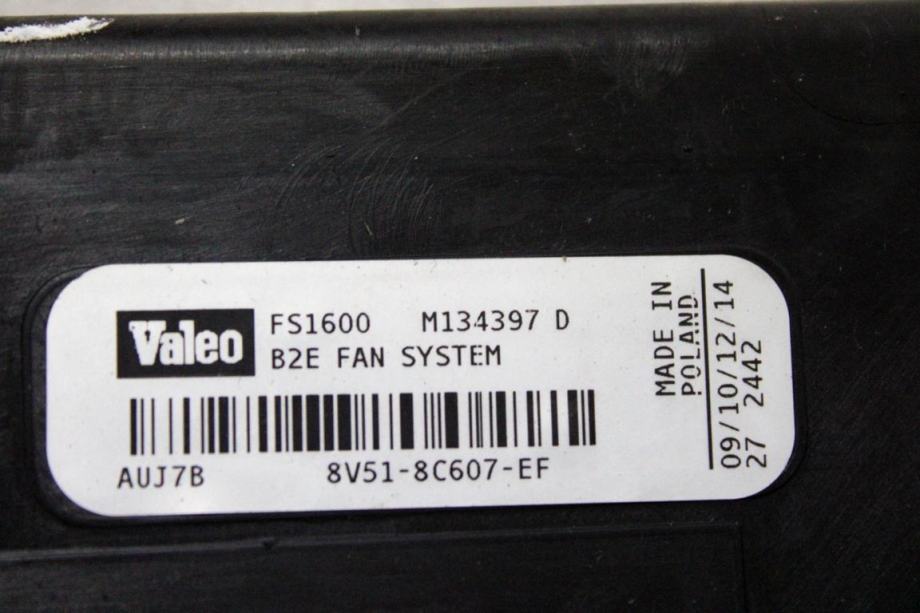 Valeo
FS1600 M134397 D
B2E FAN SYSTEM
AUJ7B 8V51-8C607-EF
MADE IN
POLAND
09/10/12/14
27 2442